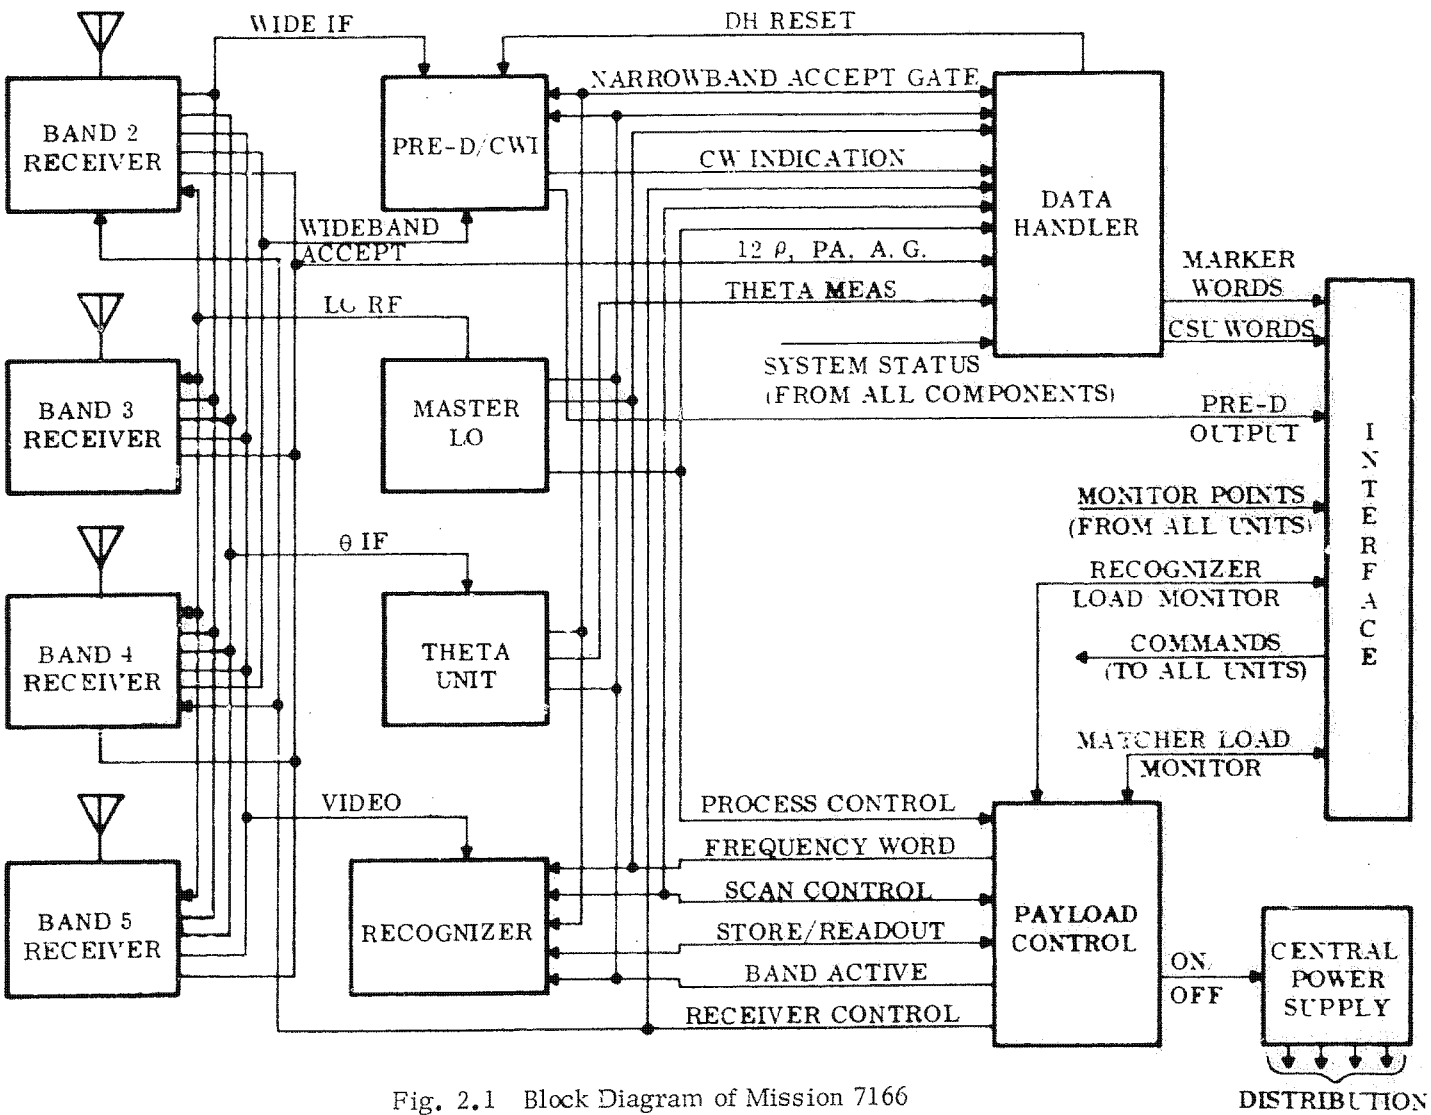 WIDE IF
DH RESET
BAND 2
RECEIVER
PRE-D/CWI
NARROWBAND ACCEPT GATE
CW INDICATION
DATA
HANDLER
WIDEBAND
ACCEPT
12 ρ, PA, A.G.
THETA MEAS
MARKER
WORDS
CSU WORDS
LO RF
SYSTEM STATUS
(FROM ALL COMPONENTS)
BAND 3
RECEIVER
MASTER
LO
PRE-D
OUTPUT
INTERFACE
MONITOR POINTS
(FROM ALL UNITS)
θ IF
RECOGNIZER
LOAD MONITOR
BAND 4
RECEIVER
THETA
UNIT
COMMANDS
(TO ALL UNITS)
MATCHER LOAD
MONITOR
VIDEO
PROCESS CONTROL
FREQUENCY WORD
SCAN CONTROL
STORE/READOUT
BAND ACTIVE
RECEIVER CONTROL
BAND 5
RECEIVER
RECOGNIZER
PAYLOAD
CONTROL
ON/
OFF
CENTRAL
POWER
SUPPLY
DISTRIBUTION
Fig. 2.1 Block Diagram of Mission 7166